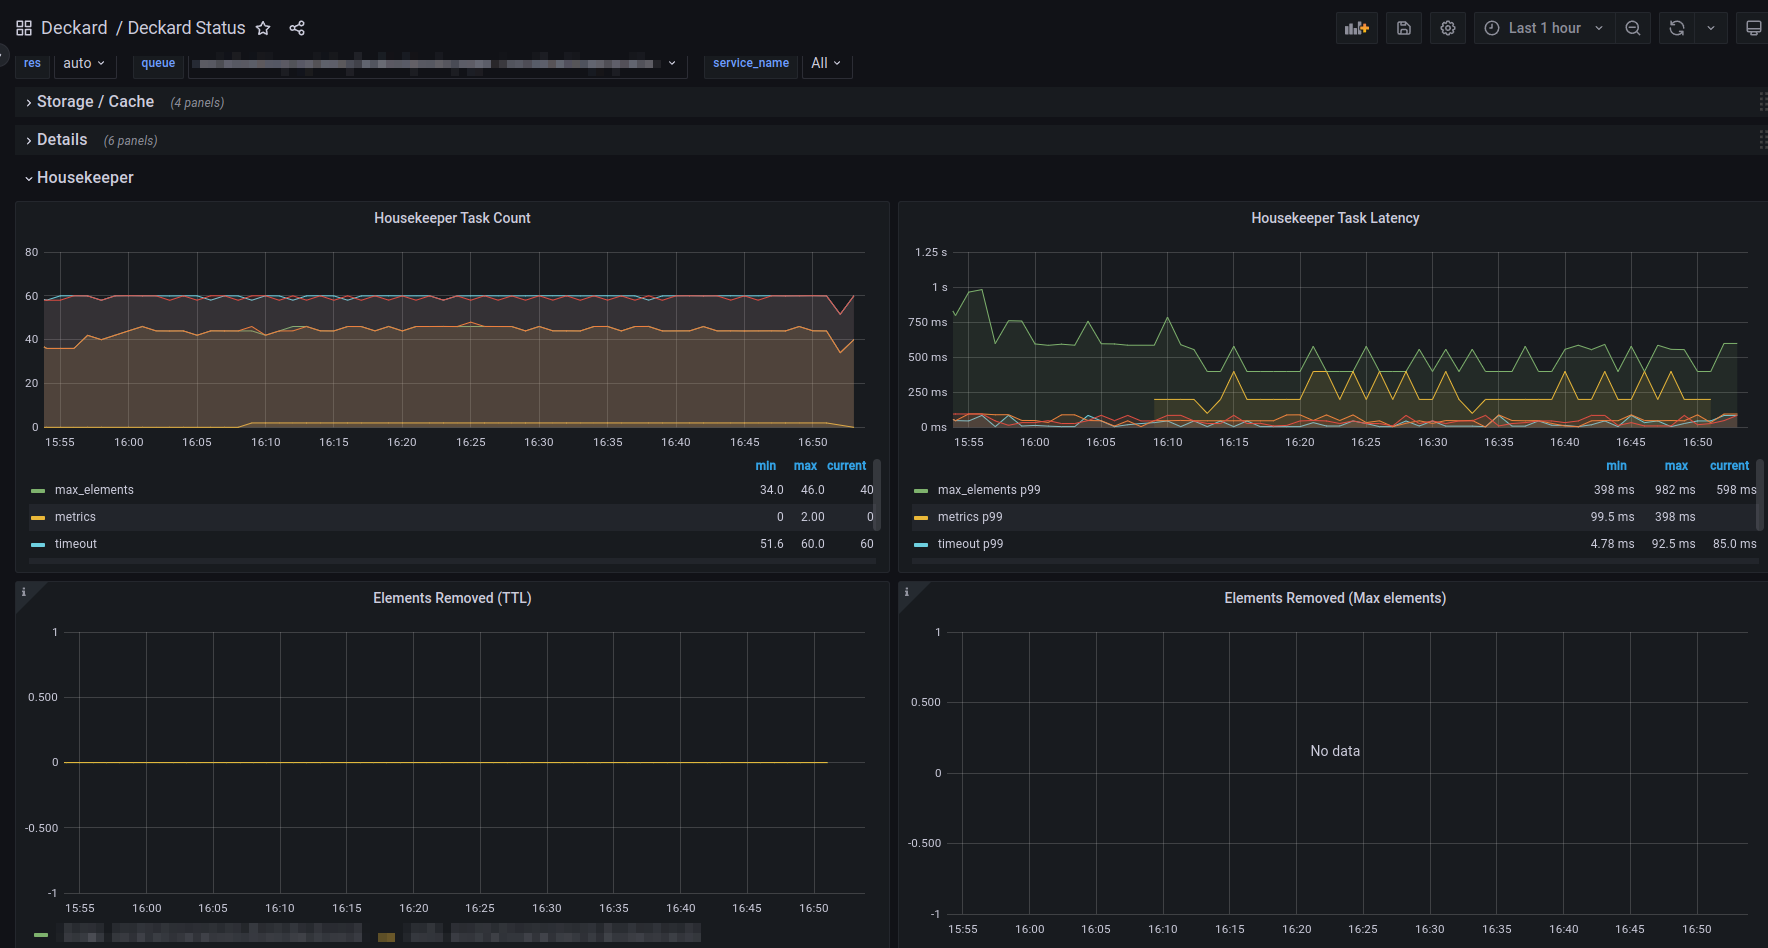 Deckard / Deckard Status
Last 1 hour
res auto queue service_name All
Storage / Cache (4 panels)
Details (6 panels)
Housekeeper
Housekeeper Task Count
80
60
40
20
0
15:55 16:00 16:05 16:10 16:15 16:20 16:25 16:30 16:35 16:40 16:45 16:50
min max current
max_elements 34.0 46.0 40
metrics 0 2.00 0
timeout 51.6 60.0 60
Housekeeper Task Latency
1.25 s
1 s
750 ms
500 ms
250 ms
0 ms
15:55 16:00 16:05 16:10 16:15 16:20 16:25 16:30 16:35 16:40 16:45 16:50
min max current
max_elements p99 398 ms 982 ms 598 ms
metrics p99 99.5 ms 398 ms
timeout p99 4.78 ms 92.5 ms 85.0 ms
i
Elements Removed (TTL)
1
0.500
0
-0.500
-1
15:55 16:00 16:05 16:10 16:15 16:20 16:25 16:30 16:35 16:40 16:45 16:50
i
Elements Removed (Max elements)
1
0.500
No data
0
-0.500
-1
15:55 16:00 16:05 16:10 16:15 16:20 16:25 16:30 16:35 16:40 16:45 16:50